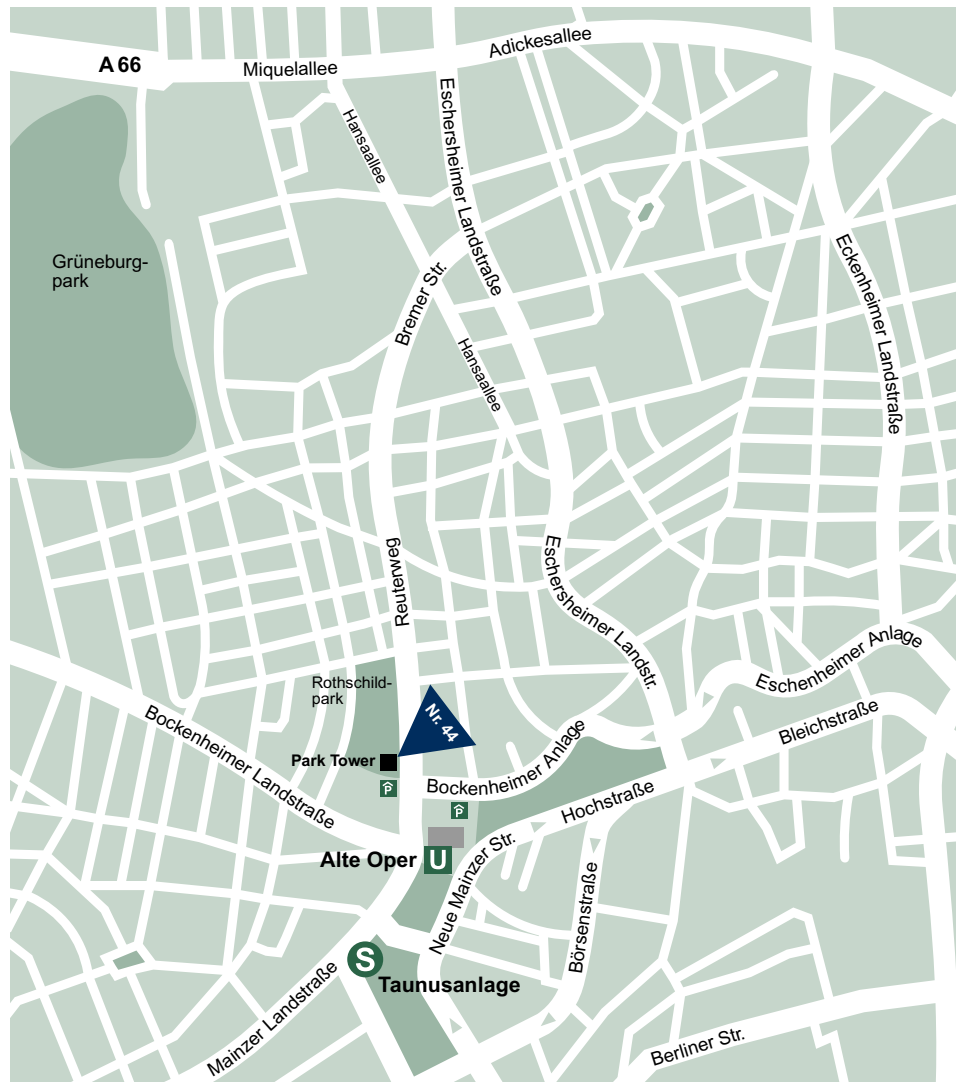 Adickesallee
A 66
Miquelallee
Hansaallee
Eschersheimer Landstraße
Grüneburg-
park
Bremer Str.
Eckenheimer Landstraße
Hansaallee
Reuterweg
Eschersheimer Landstr.
Eschenheimer Anlage
Rothschild-
park
Nr. 44
Bockenheimer Landstraße
Bleichstraße
Park Tower
Bockenheimer Anlage
P
P
Hochstraße
Alte Oper
U
Neue Mainzer Str.
Börsenstraße
S
Taunusanlage
Mainzer Landstraße
Berliner Str.